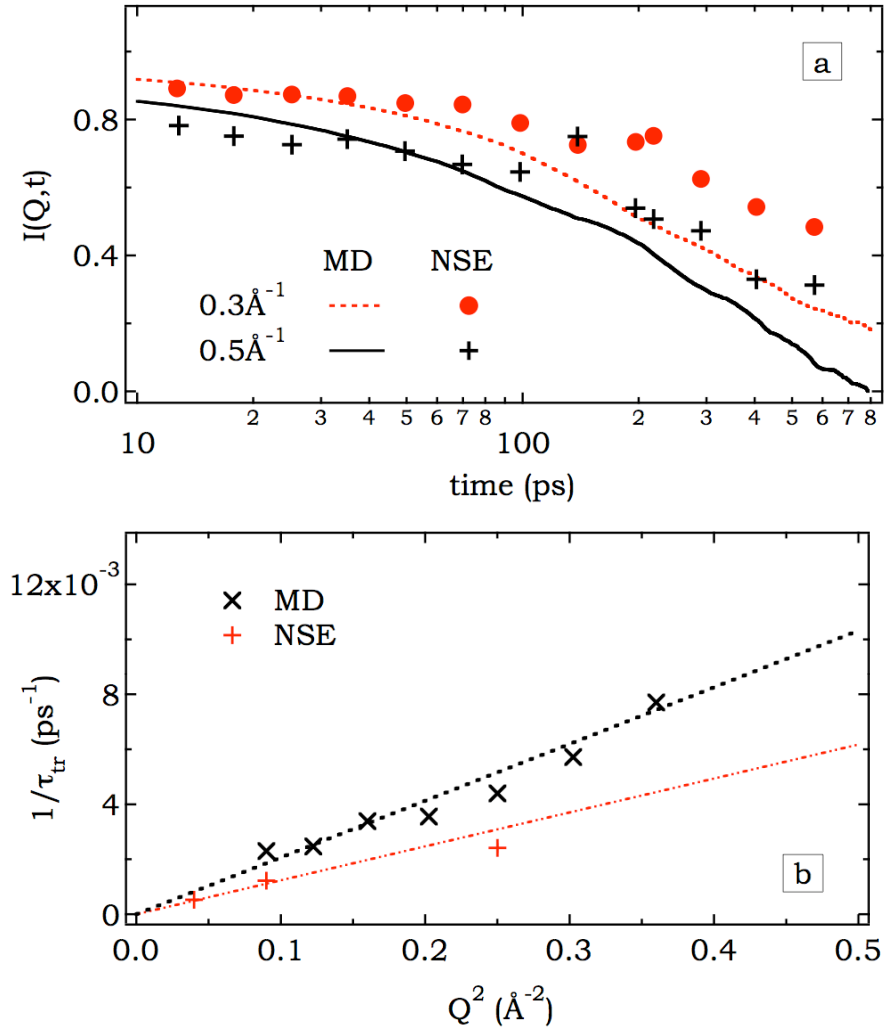 a
I(Q,t)
0.8
0.4
0.0
MD NSE
0.3Å⁻¹
0.5Å⁻¹
2 3 4 5 6 7 8 2 3 4 5 6 7 8
10 100
time (ps)
12x10⁻³
8
4
0
1/τtr (ps⁻¹)
MD
NSE
b
0.0 0.1 0.2 0.3 0.4 0.5
Q² (Å⁻²)